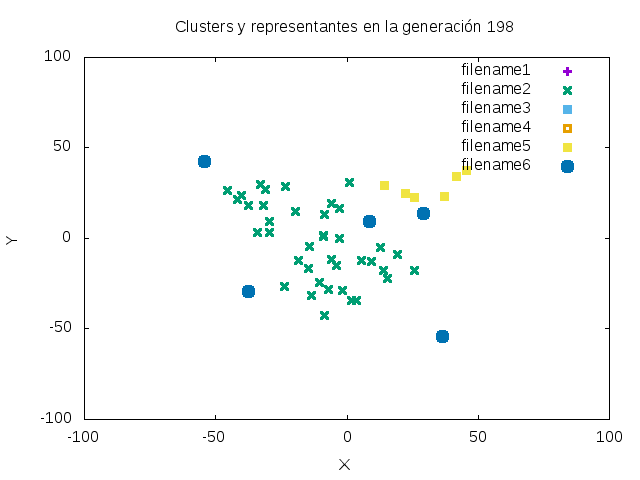 Clusters y representantes en la generación 198
100
50
0
-50
-100
-100
-50
0
50
100
Y
X
filename1
filename2
filename3
filename4
filename5
filename6